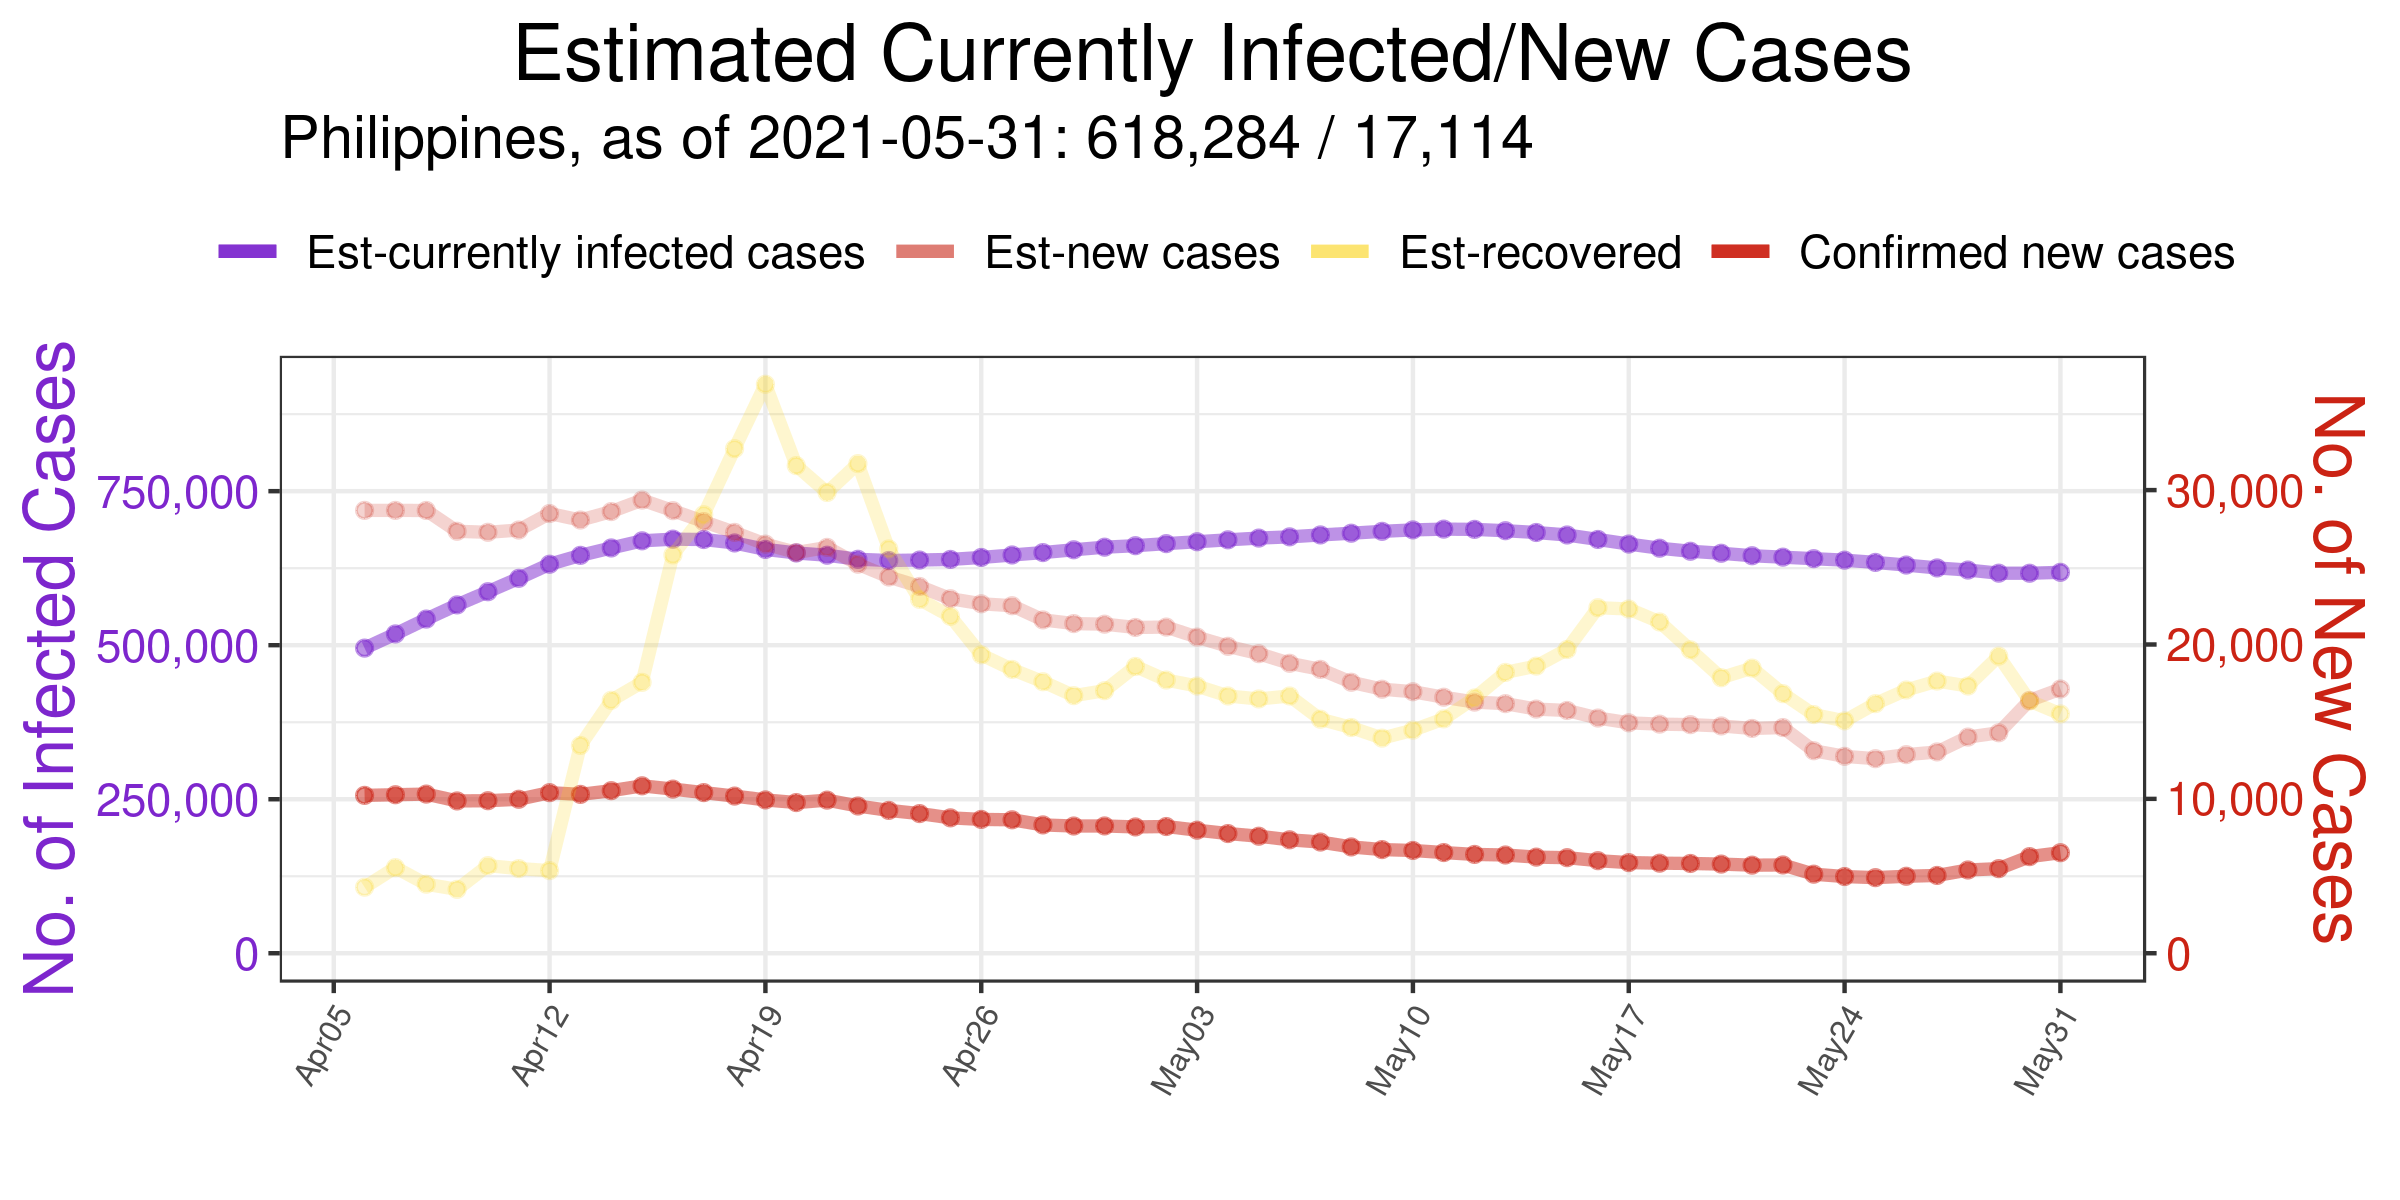 Estimated Currently Infected/New Cases
Philippines, as of 2021-05-31: 618,284 / 17,114
Est-currently infected cases Est-new cases Est-recovered Confirmed new cases
No. of Infected Cases
750,000
500,000
250,000
0
30,000
20,000
10,000
0
No. of New Cases
Apr05 Apr12 Apr19 Apr26 May03 May10 May17 May24 May31